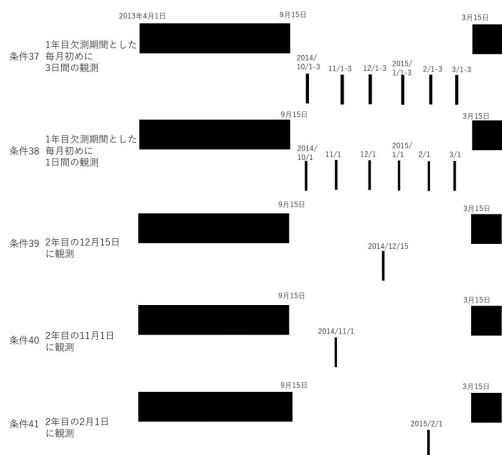 2013年4月1日 9月15日 3月15日
条件37 1年目欠測期間とした
毎月初めに
3日間の観測
2014/
10/1-3 11/1-3 12/1-3 2015/
1/1-3 2/1-3 3/1-3
9月15日 3月15日
条件38 1年目欠測期間とした
毎月初めに
1日間の観測
2014/
10/1 11/1 12/1 2015/
1/1 2/1 3/1
9月15日 3月15日
条件39 2年目の12月15日
に観測
2014/12/15
9月15日 3月15日
条件40 2年目の11月1日
に観測
2014/11/1
9月15日 3月15日
条件41 2年目の2月1日
に観測
2015/2/1